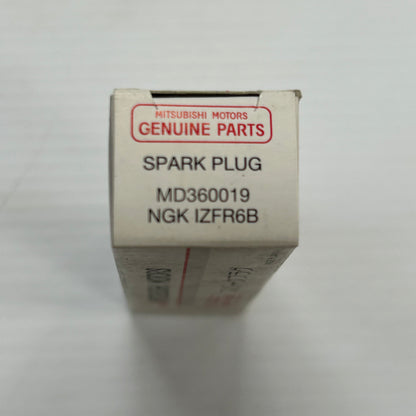 MITSUBISHI MOTORS
GENUINE PARTS
SPARK PLUG
MD360019
NGK IZFR6B